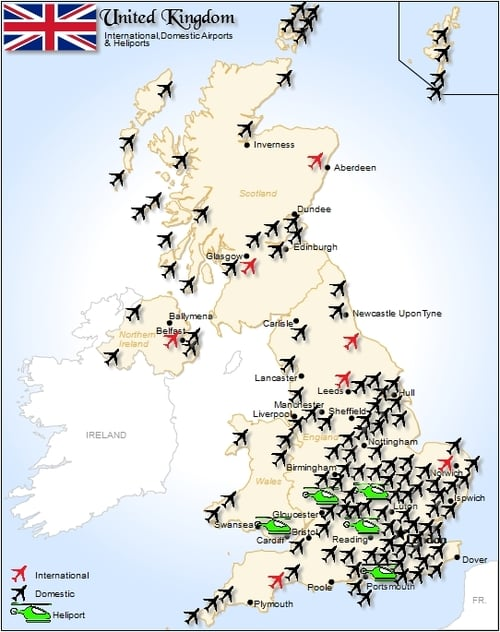 United Kingdom
International,Domestic Airports
& Heliports
Inverness
Aberdeen
Scotland
Dundee
Edinburgh
Glasgow
Ballymena
Northern
Ireland
Belfast
Carlisle
Newcastle UponTyne
Lancaster
Leeds
Hull
Manchester
Liverpool
Sheffield
England
Nottingham
IRELAND
Birmingham
Norwich
Wales
Ipswich
Gloucester
Luton
Swansea
Cardiff
Bristol
Reading
London
Dover
Portsmouth
Poole
Plymouth
FR.
International
Domestic
Heliport